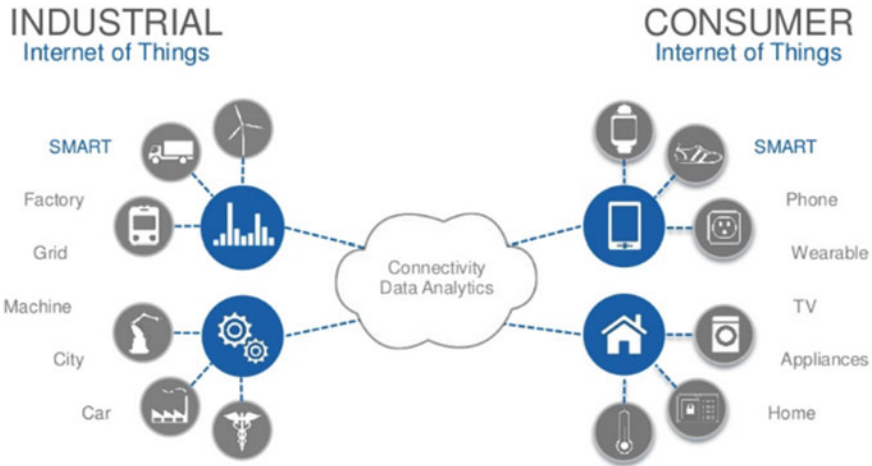 INDUSTRIAL
Internet of Things
SMART
Factory
Grid
Machine
City
Car
Connectivity
Data Analytics
CONSUMER
Internet of Things
SMART
Phone
Wearable
TV
Appliances
Home